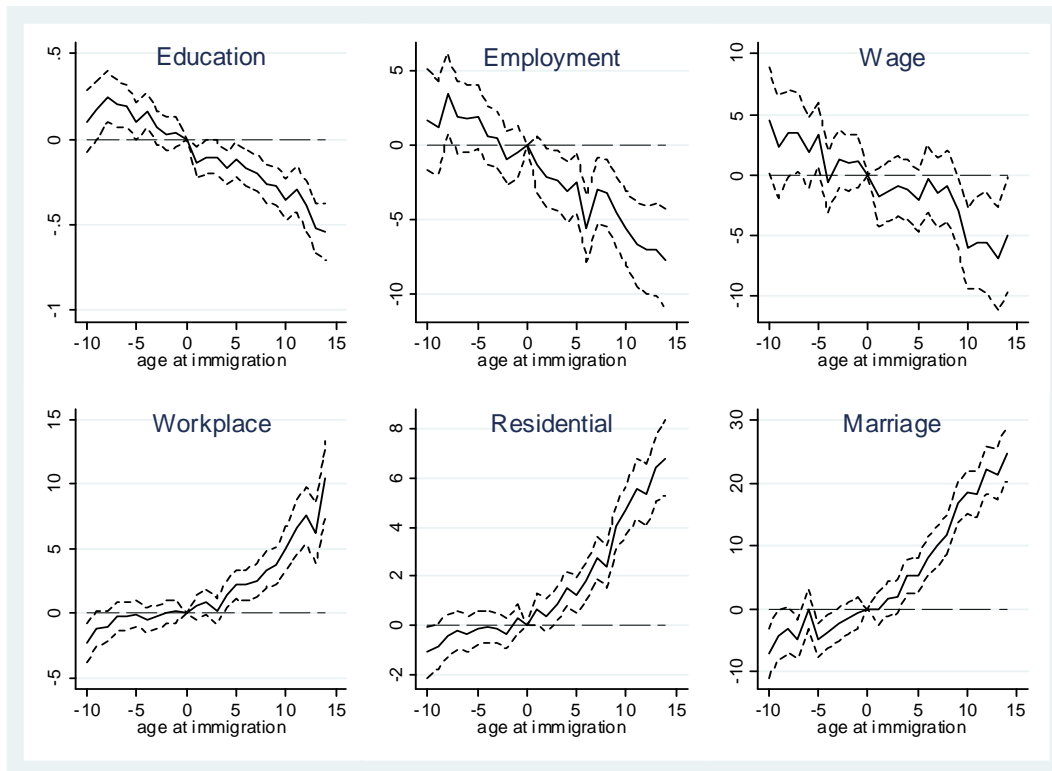 Education
.5
0
-.5
-1
-10 -5 0 5 10 15
age at immigration
Employment
5
0
-5
-10
-10 -5 0 5 10 15
age at immigration
Wage
10
5
0
-5
-10
-10 -5 0 5 10 15
age at immigration
Workplace
15
10
5
0
-5
-10 -5 0 5 10 15
age at immigration
Residential
8
6
4
2
0
-2
-10 -5 0 5 10 15
age at immigration
Marriage
30
20
10
0
-10
-10 -5 0 5 10 15
age at immigration